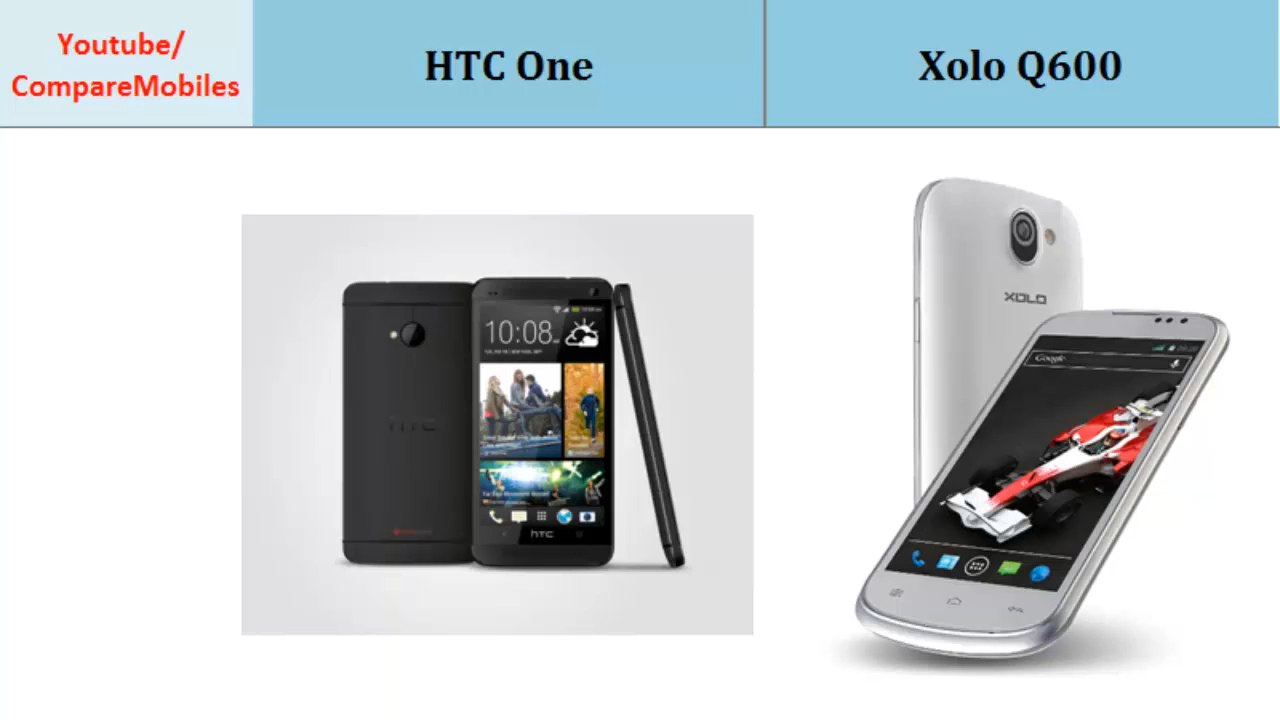 Youtube/
CompareMobiles
HTC One
Xolo Q600
10:08
hTC
XOLO
Google